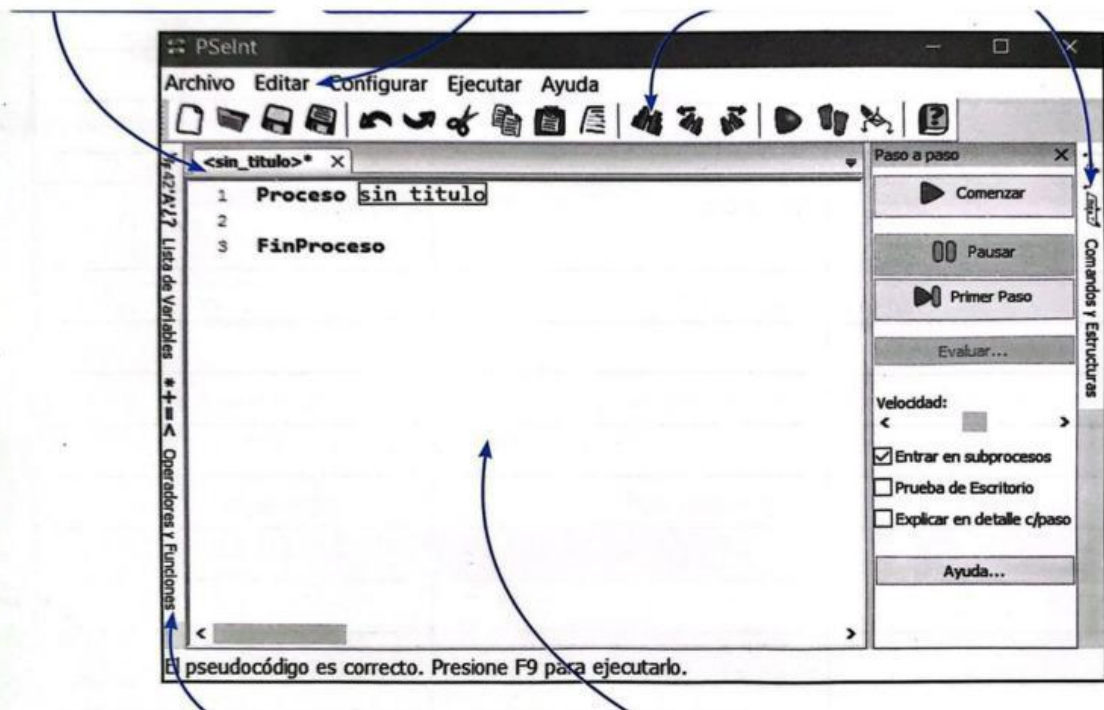 PSeInt
Archivo Editar Configurar Ejecutar Ayuda
<sin_titulo>* X
Paso a paso
1 Proceso sin titulo
2
3 FinProceso
Comenzar
Pausar
Primer Paso
Evaluar...
Velocidad:
Entrar en subprocesos
Prueba de Escritorio
Explicar en detalle c/paso
Ayuda...
Lista de Variables
*+=< Operadores y Funciones
Comandos y Estructuras
El pseudocódigo es correcto. Presione F9 para ejecutarlo.